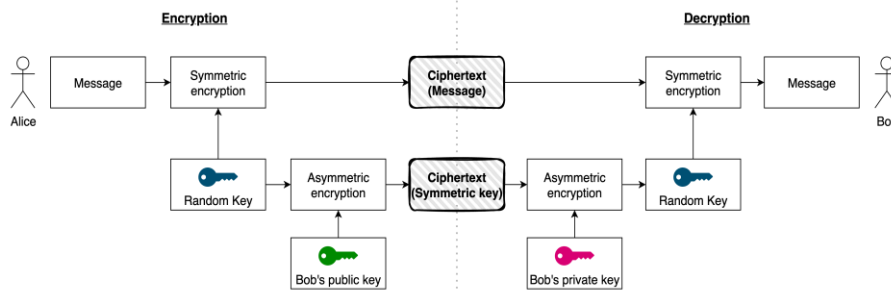 Encryption
Decryption
Message
Symmetric
encryption
Ciphertext
(Message)
Symmetric
encryption
Message
Alice
Bo
Random Key
Asymmetric
encryption
Ciphertext
(Symmetric key)
Asymmetric
encryption
Random Key
Bob's public key
Bob's private key